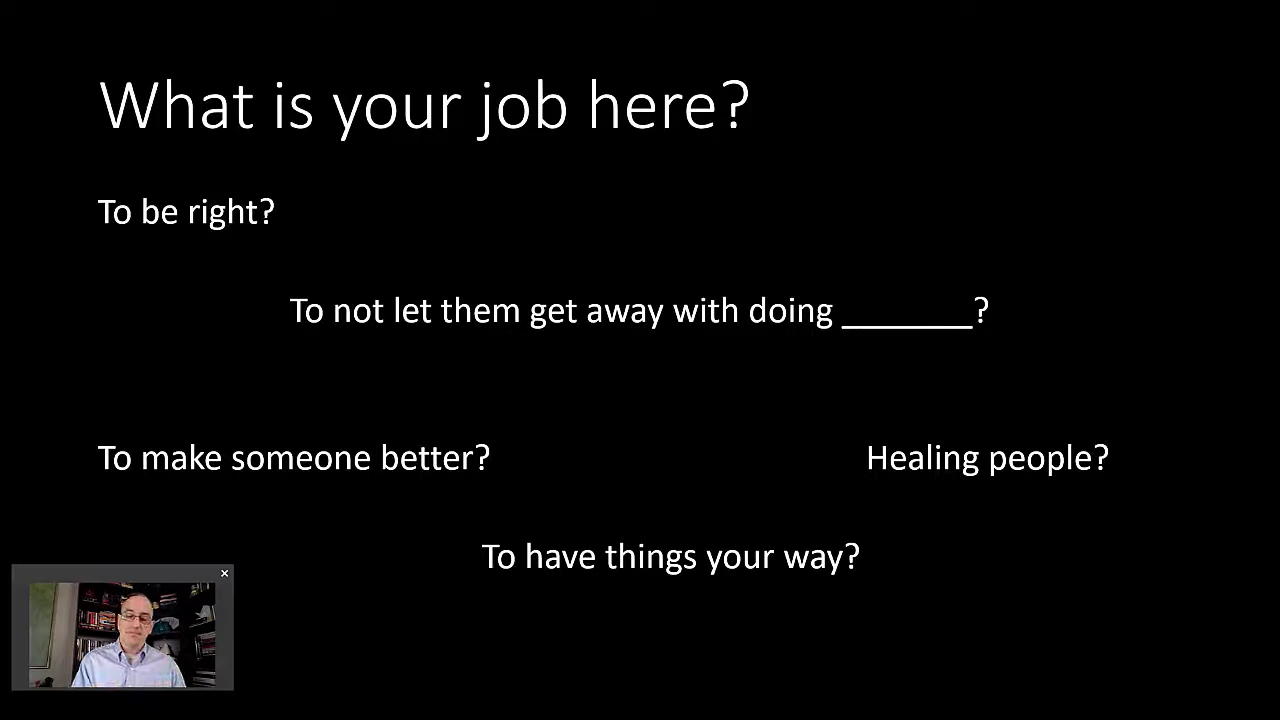 What is your job here?
To be right?
To not let them get away with doing _______?
To make someone better?
Healing people?
To have things your way?